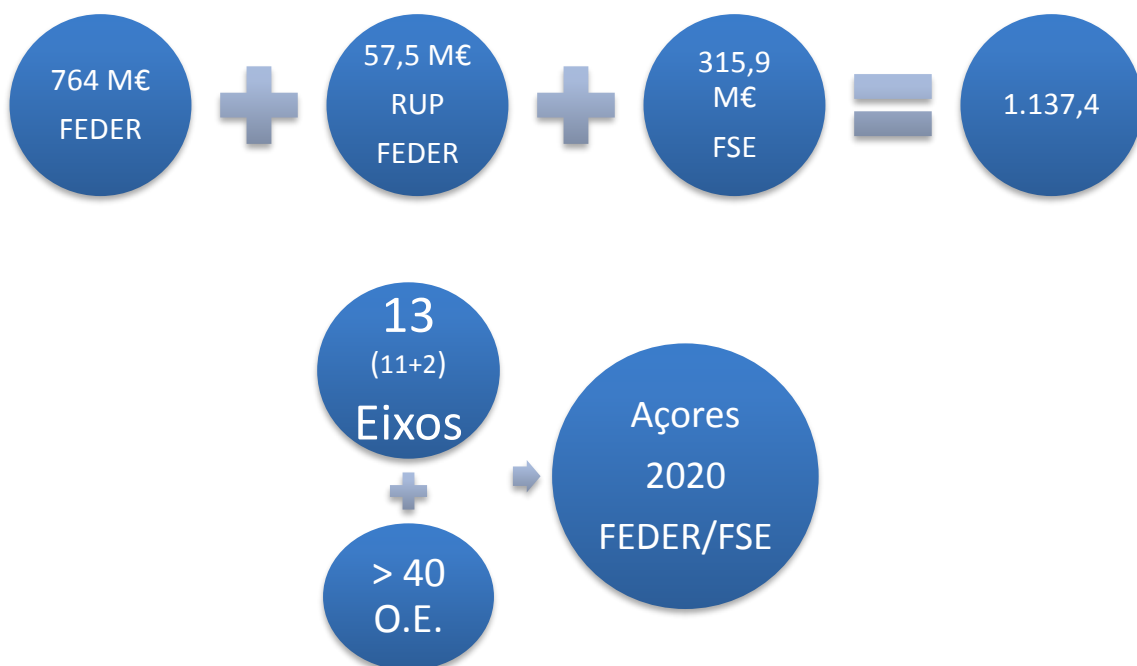 764 M€
FEDER
57,5 M€
RUP
FEDER
315,9
M€
FSE
1.137,4
13
(11+2)
Eixos
> 40
O.E.
Açores
2020
FEDER/FSE